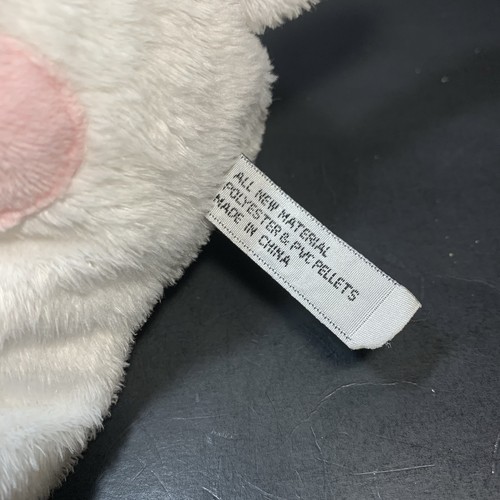 ALL NEW MATERIAL
POLYESTER & PVC PELLETS
MADE IN CHINA